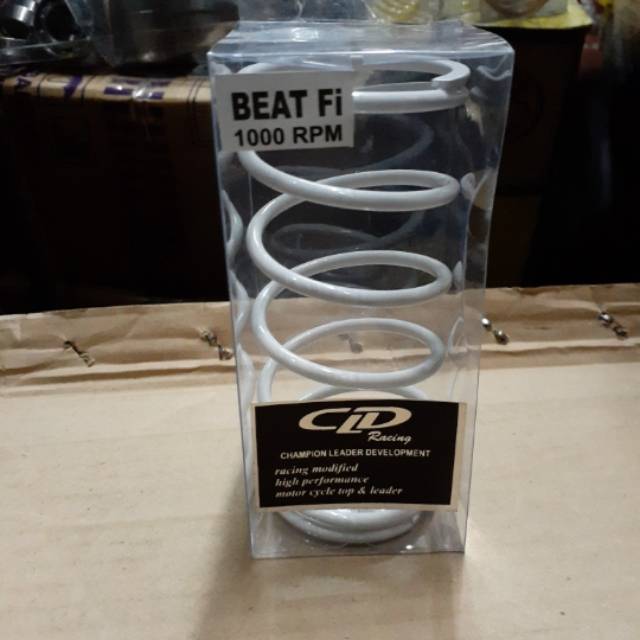 BEAT Fi
1000 RPM
CLD
Racing
CHAMPION LEADER DEVELOPMENT
racing modified
high performance
motor cycle top & leader